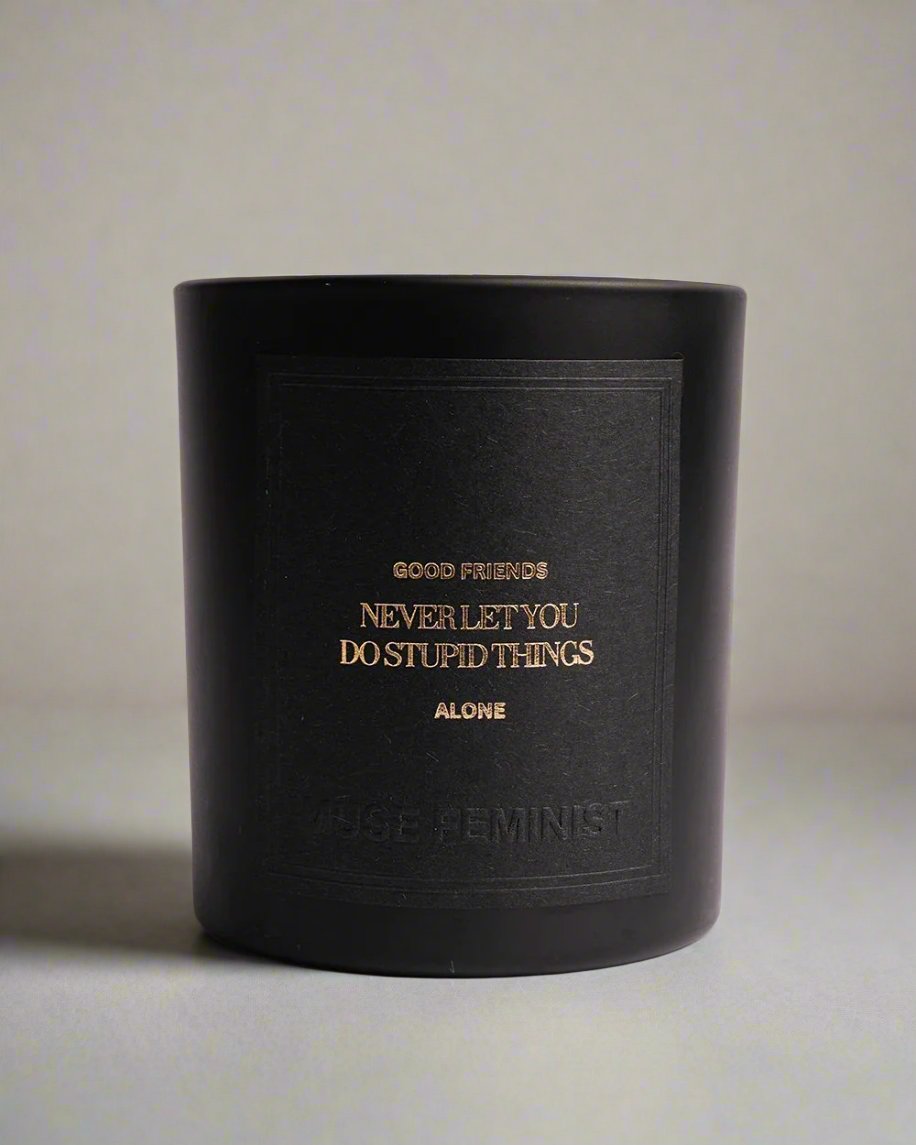 GOOD FRIENDS
NEVER LET YOU
DO STUPID THINGS
ALONE
MUSE FEMINIST